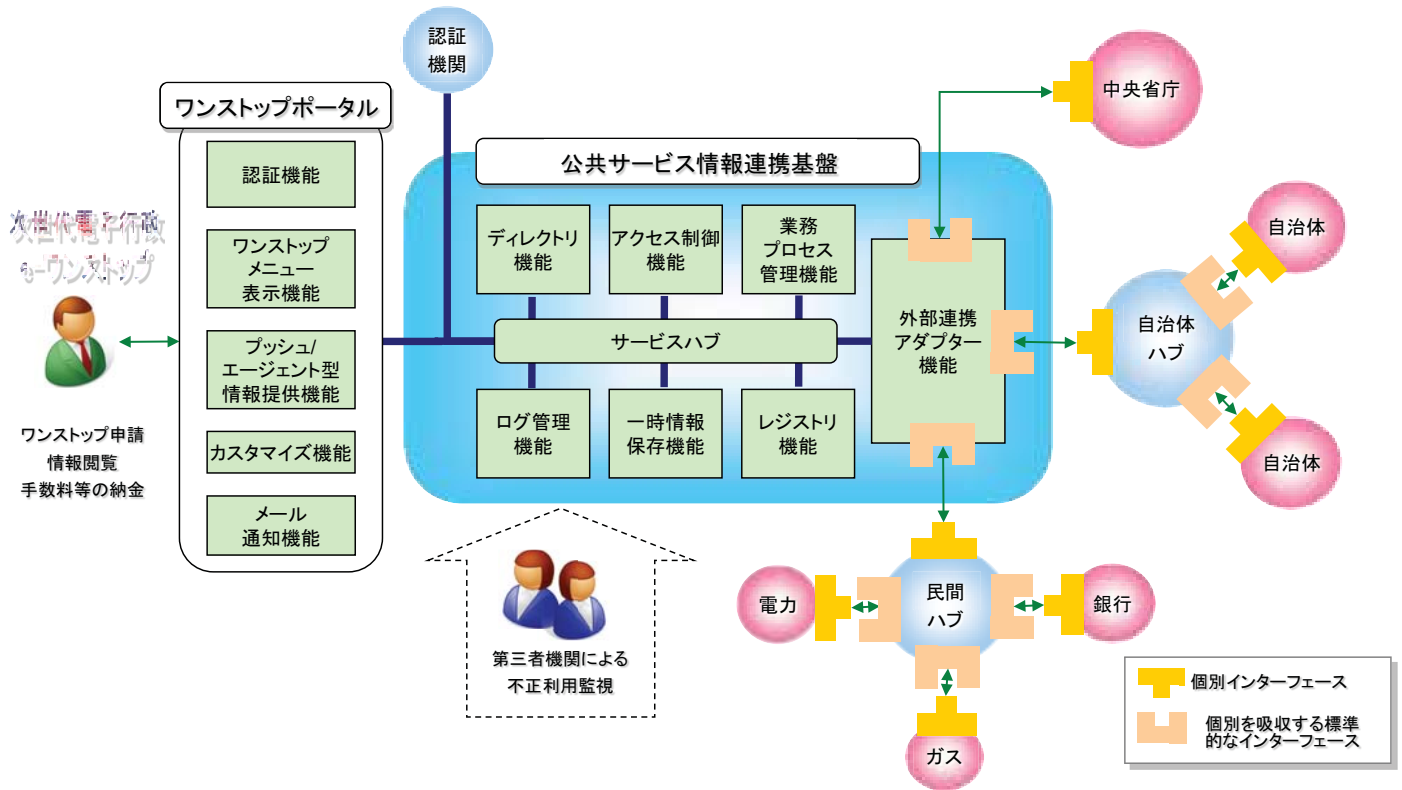 認証
機関
ワンストップポータル
認証機能
ワンストップ
メニュー
表示機能
プッシュ/
エージェント型
情報提供機能
カスタマイズ機能
メール
通知機能
次世代電子行政
e-ワンストップ
ワンストップ申請
情報閲覧
手数料等の納金
公共サービス情報連携基盤
ディレクトリ
機能
アクセス制御
機能
業務
プロセス
管理機能
サービスハブ
ログ管理
機能
一時情報
保存機能
レジストリ
機能
外部連携
アダプター
機能
中央省庁
自治体
自治体
ハブ
自治体
第三者機関による
不正利用監視
電力
民間
ハブ
銀行
ガス
個別インターフェース
個別を吸収する標準
的なインターフェース